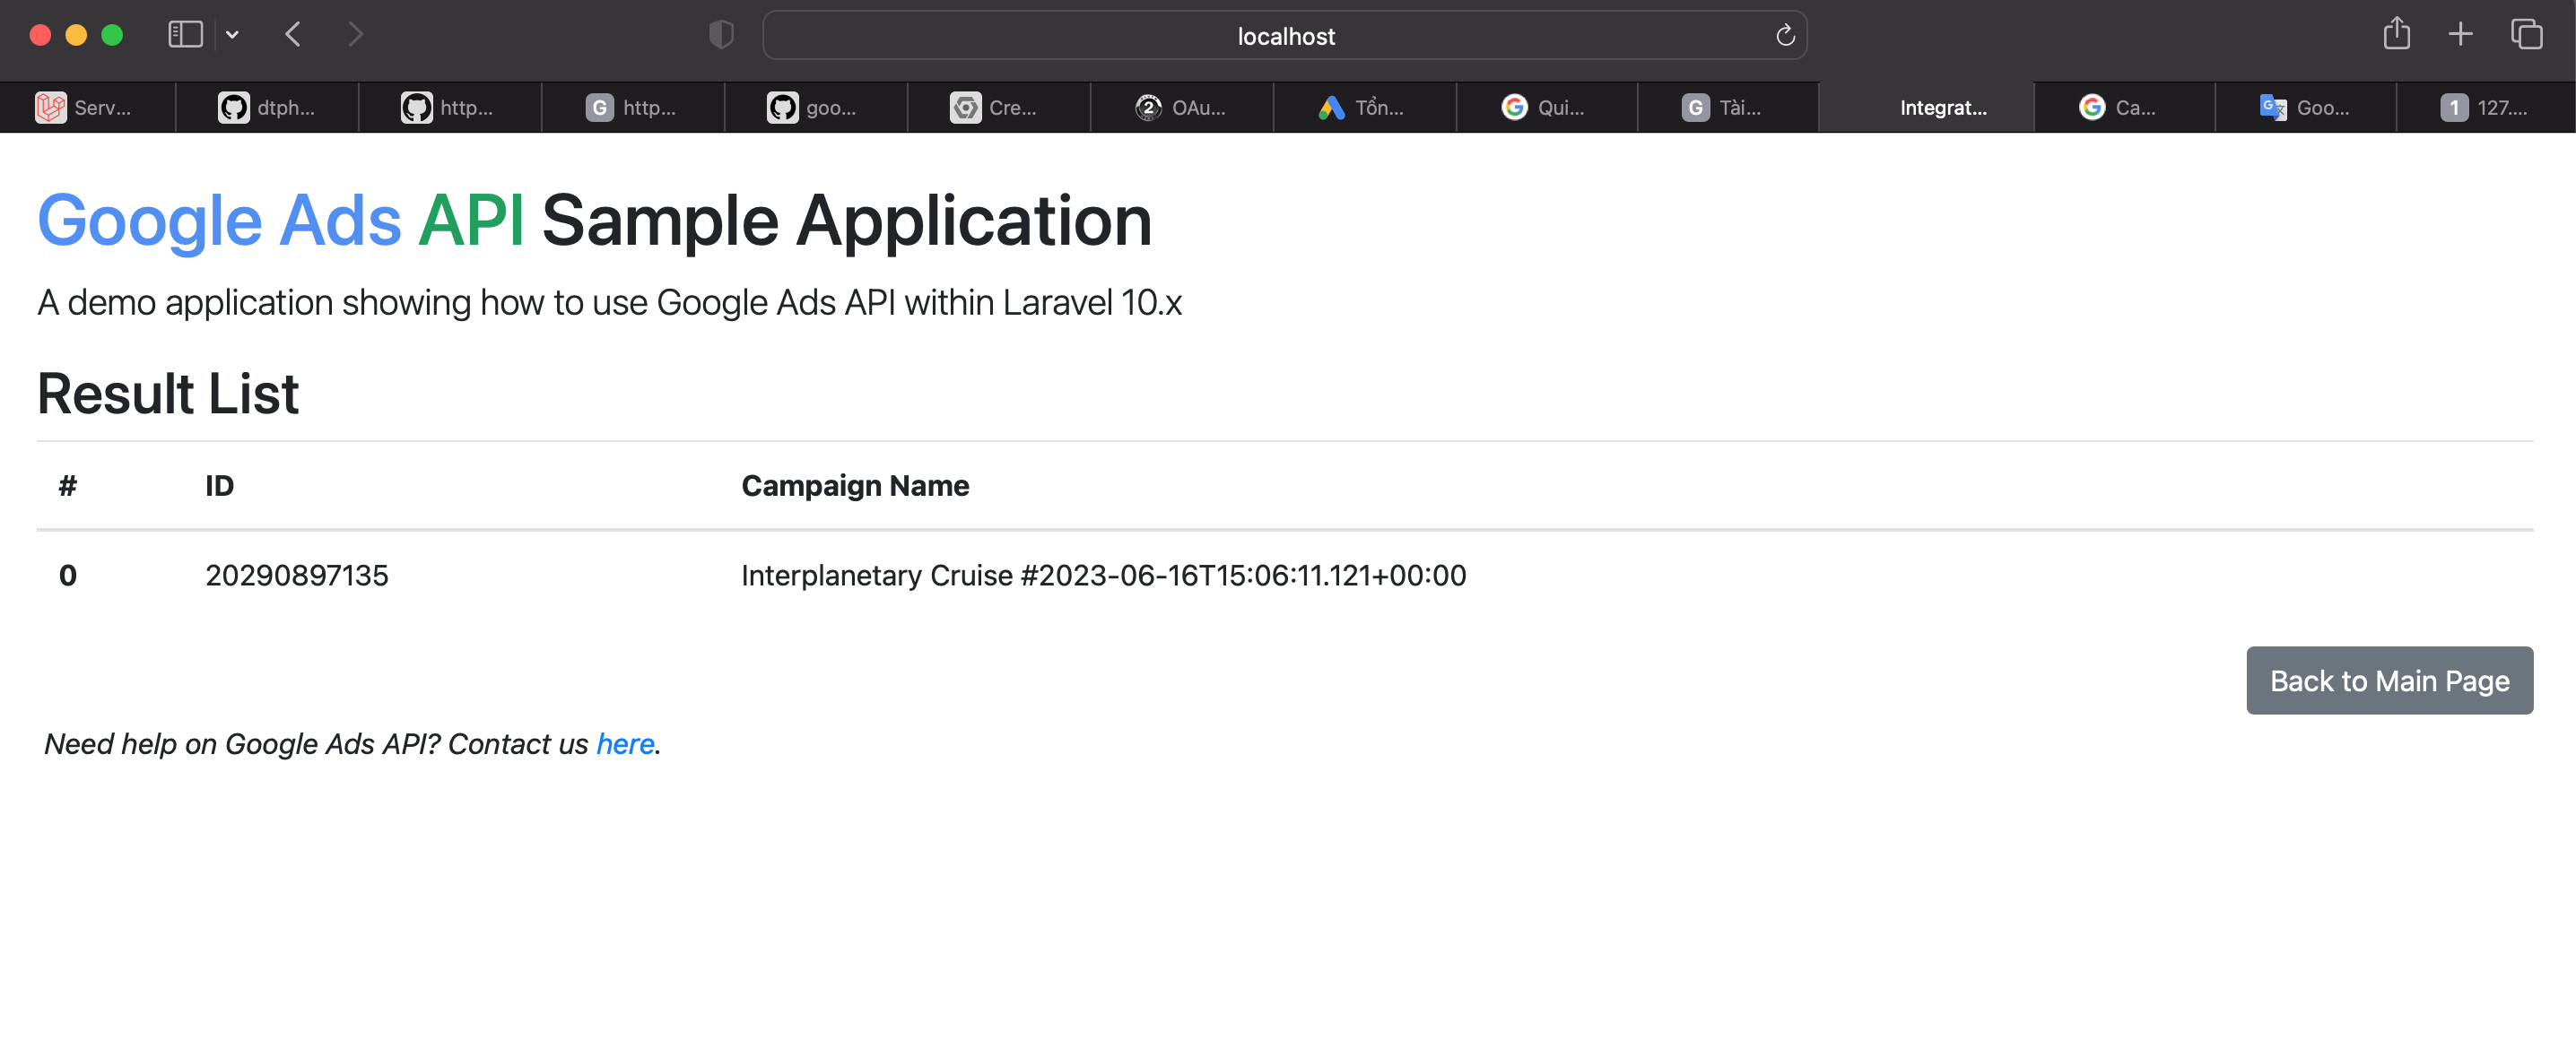 localhost
Serv...
dtph...
http...
G http...
goo...
Cre...
2 OAu...
Tổn...
G Qui...
G Tài...
Integrat...
G Ca...
G Goo...
1 127....
Google Ads API Sample Application
A demo application showing how to use Google Ads API within Laravel 10.x
Result List
# ID Campaign Name
0 20290897135 Interplanetary Cruise #2023-06-16T15:06:11.121+00:00
Back to Main Page
Need help on Google Ads API? Contact us here.